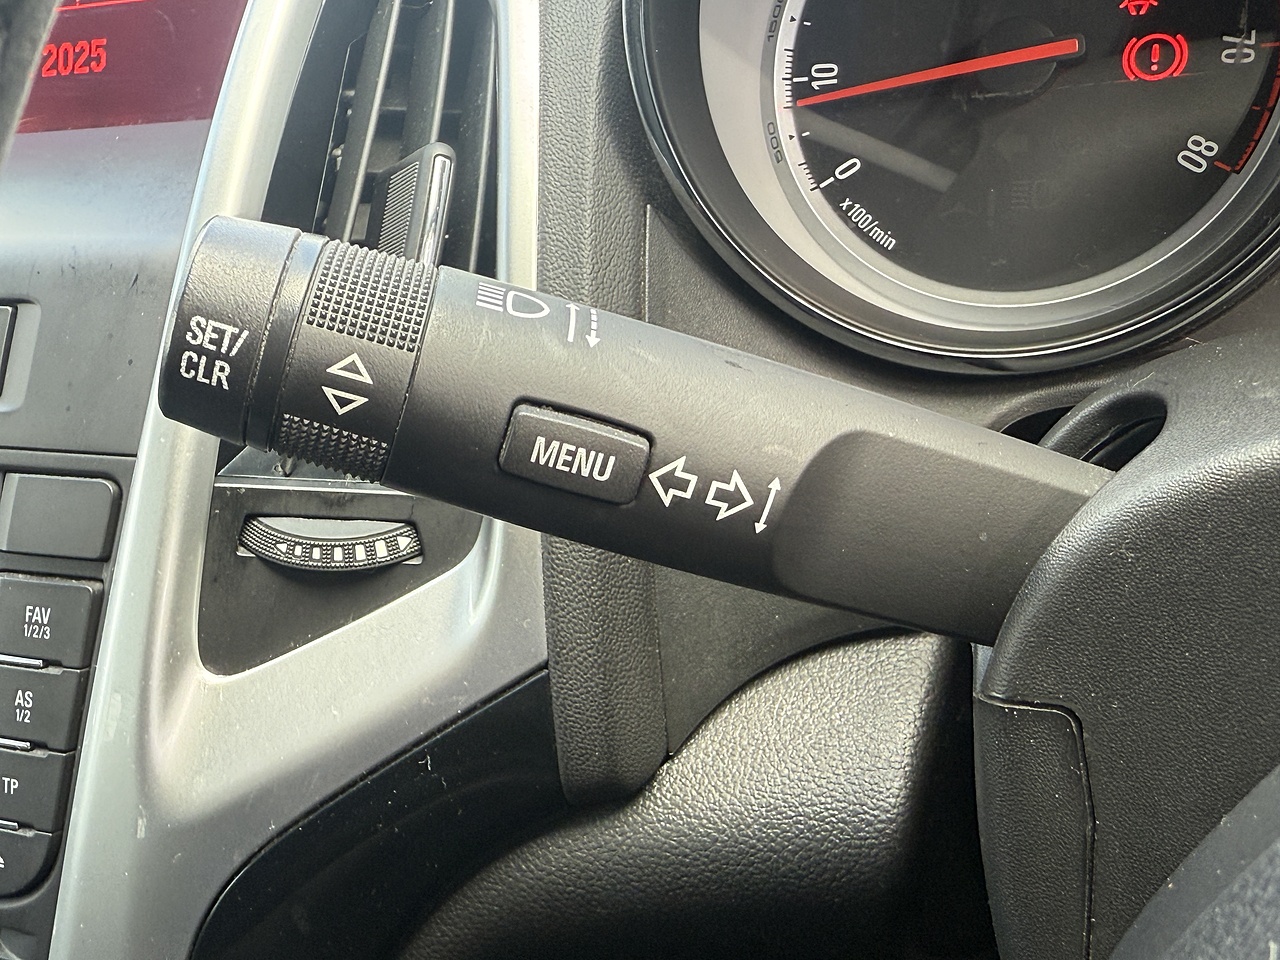 2025
10
0
x100/min
70
80
SET/
CLR
MENU
FAV
1/2/3
AS
1/2
TP